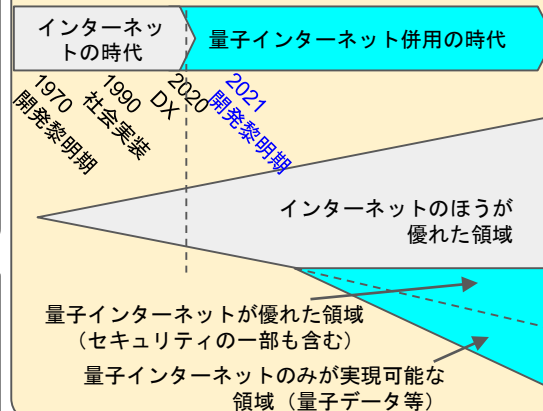 インターネッ
トの時代
量子インターネット併用の時代
1970
開発黎明期
1990
社会実装
2020
DX
2021
開発黎明期
インターネットのほうが
優れた領域
量子インターネットが優れた領域
（セキュリティの一部も含む）
量子インターネットのみが実現可能な
領域（量子データ等）